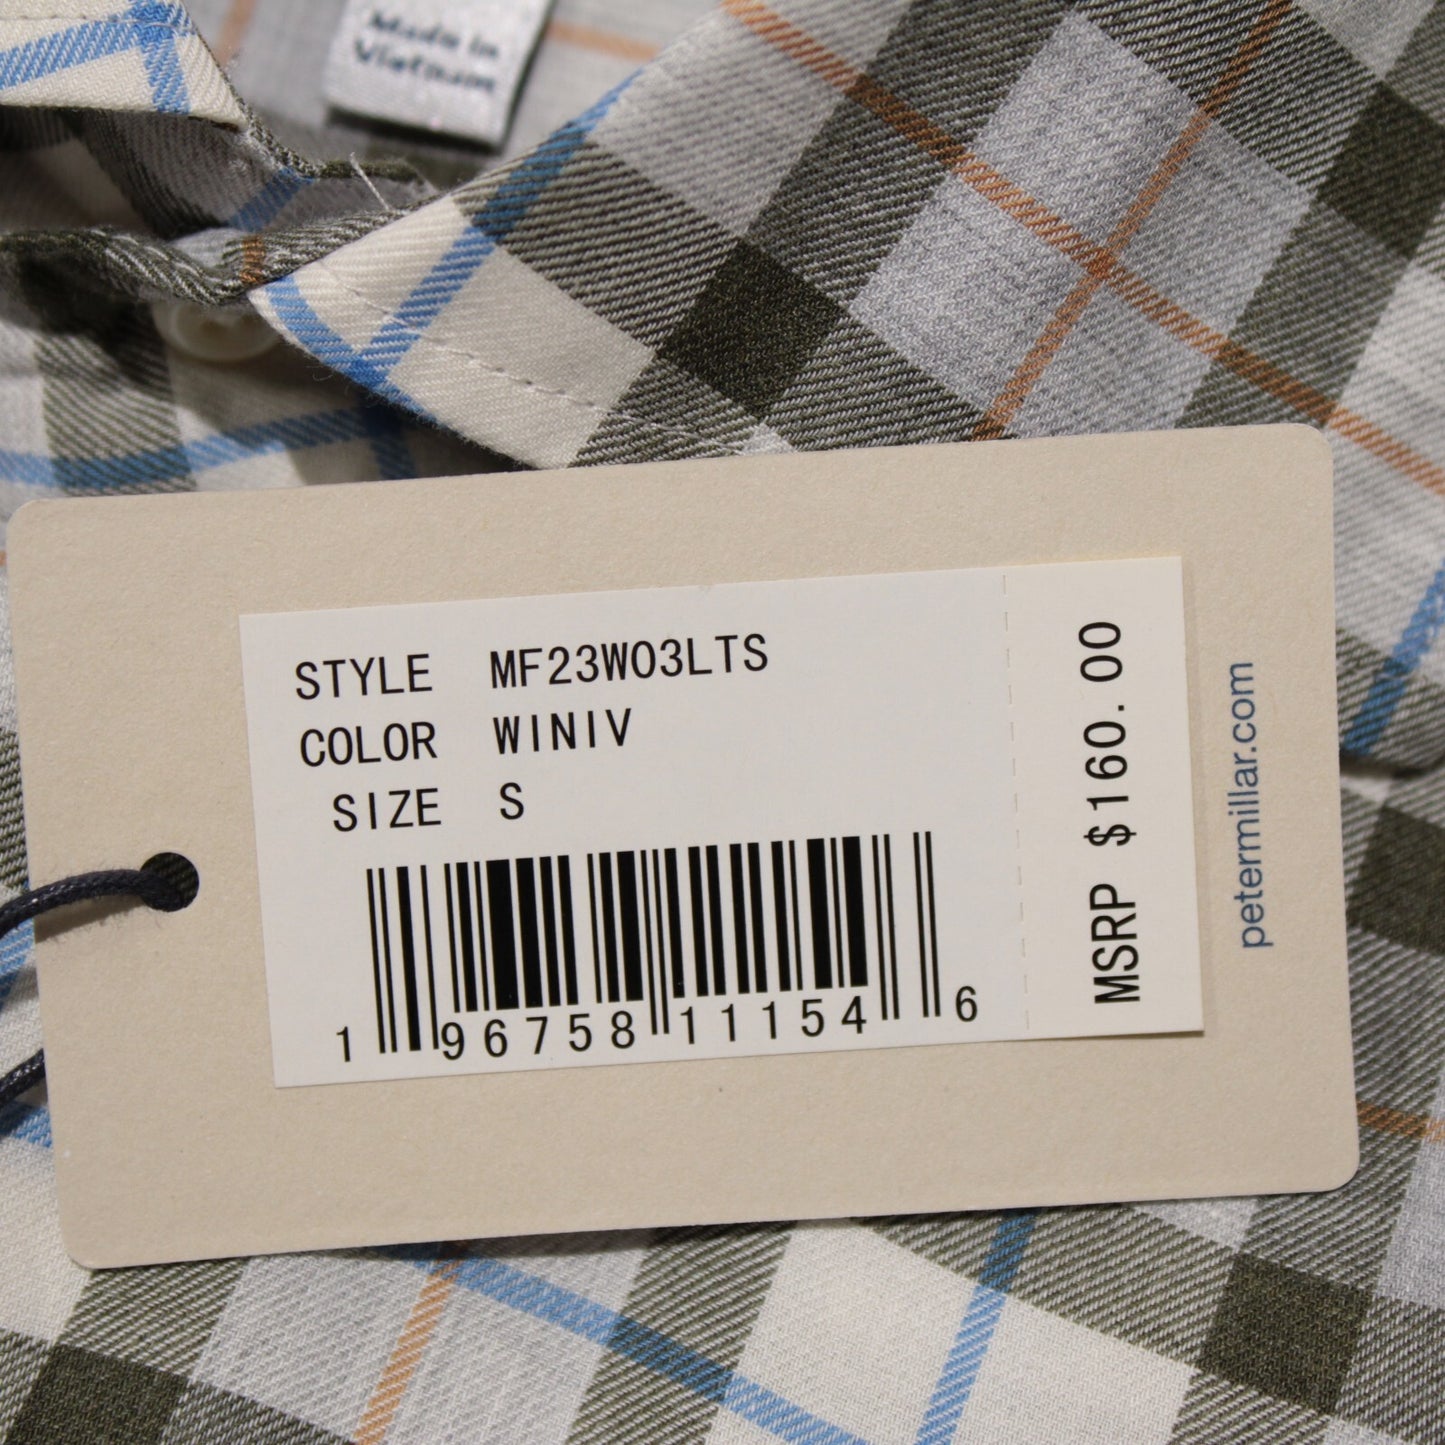 Made in
Vietnam
STYLE MF23W03LTS
COLOR WINIV
SIZE S
1 96758 11154 6
MSRP $160.00
petermillar.com